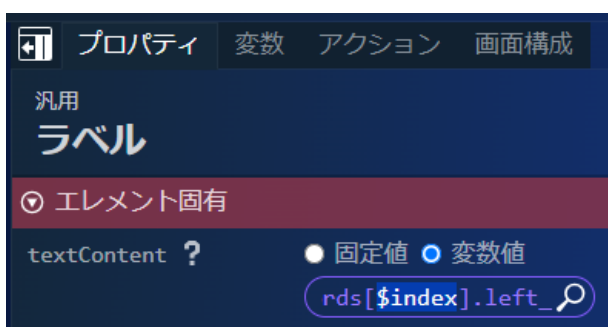 プロパティ 変数 アクション 画面構成
汎用
ラベル
エレメント固有
textContent ? 固定値 変数値
rds[$index].left_